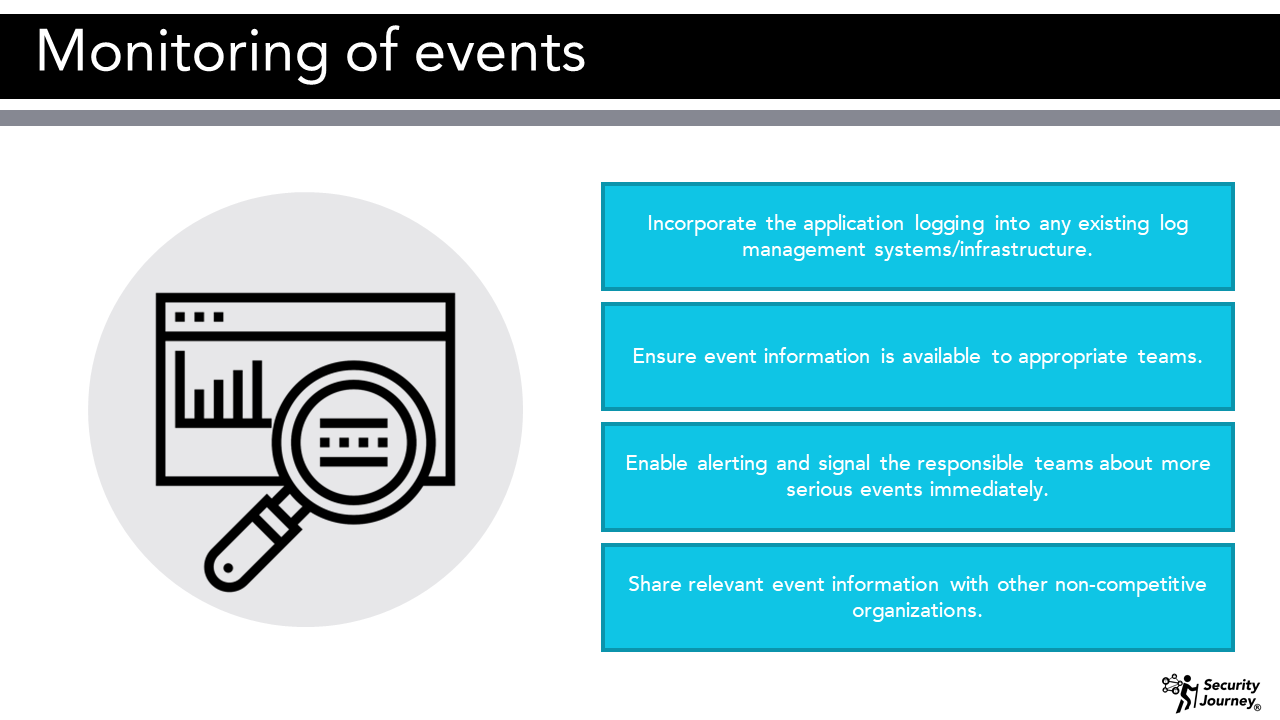 Monitoring of events
Incorporate the application logging into any existing log
management systems/infrastructure.
Ensure event information is available to appropriate teams.
Enable alerting and signal the responsible teams about more
serious events immediately.
Share relevant event information with other non-competitive
organizations.
Security
Journey®